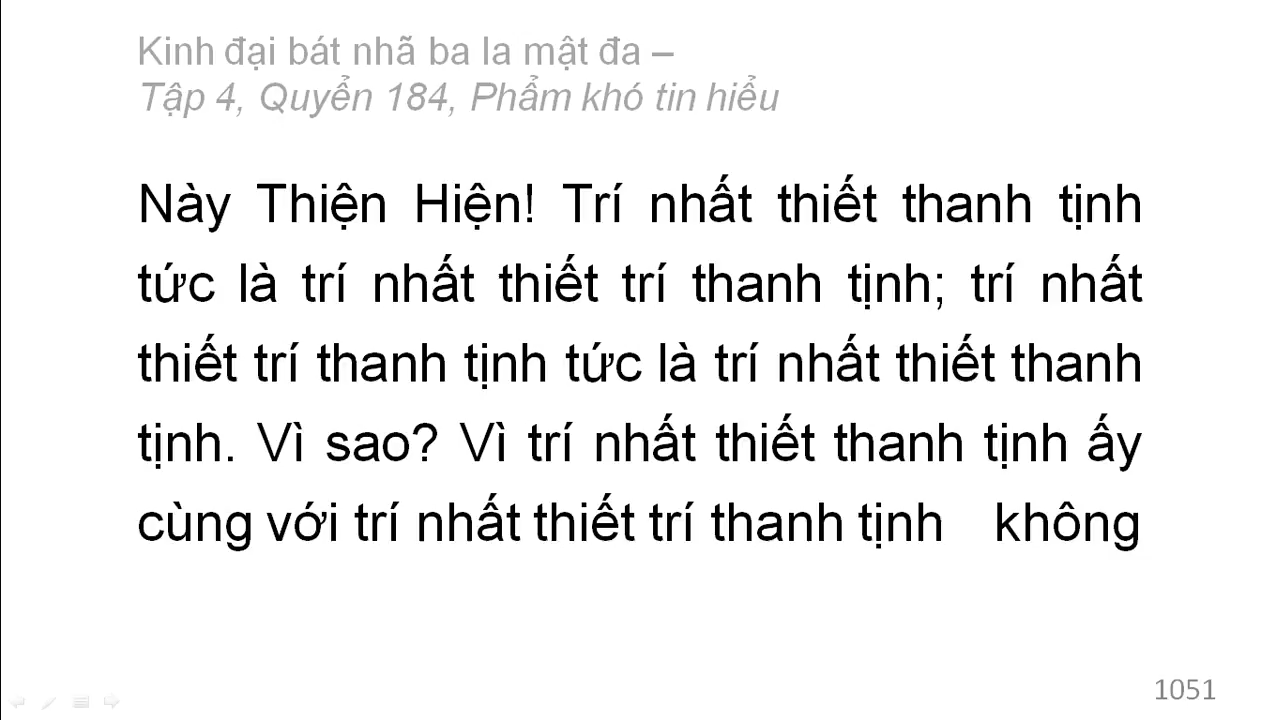 Kinh đại bát nhã ba la mật đa –
Tập 4, Quyển 184, Phẩm khó tin hiểu
Này Thiện Hiện! Trí nhất thiết thanh tịnh
tức là trí nhất thiết trí thanh tịnh; trí nhất
thiết trí thanh tịnh tức là trí nhất thiết thanh
tịnh. Vì sao? Vì trí nhất thiết thanh tịnh ấy
cùng với trí nhất thiết trí thanh tịnh không
1051